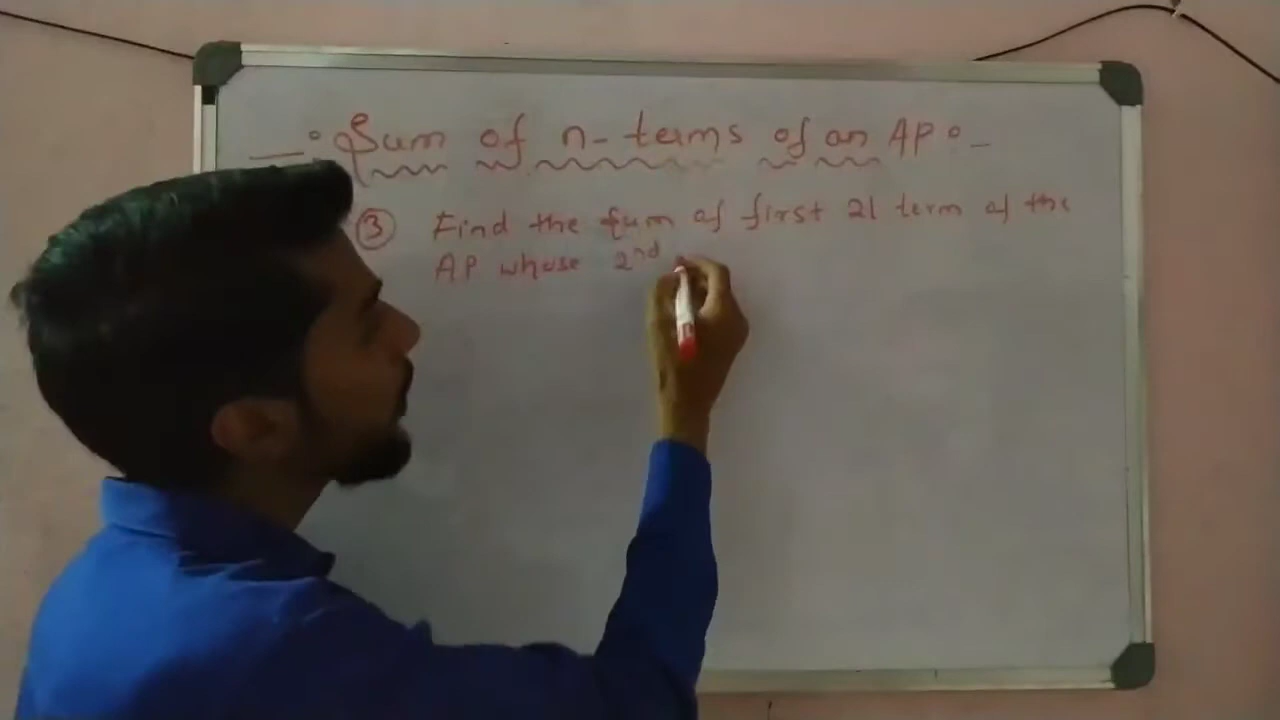 Sum of n- terms of an AP
③ Find the sum of first 21 term of the
AP whose 2nd